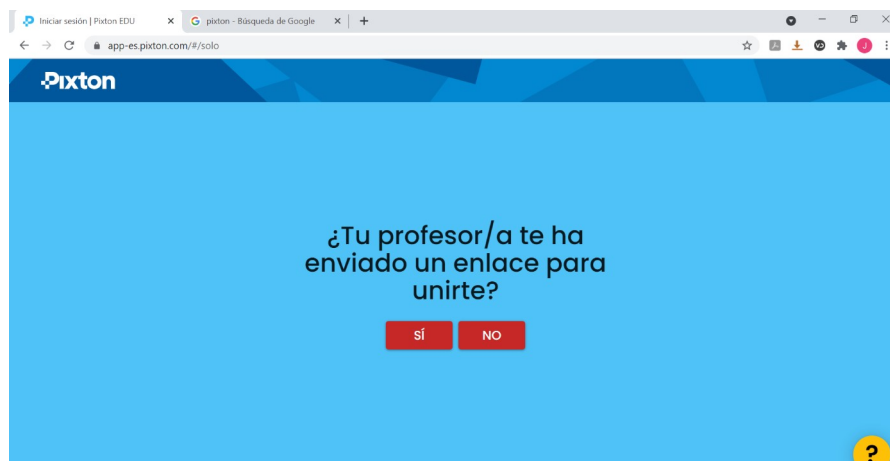 Iniciar sesión | Pixton EDU
pixton - Búsqueda de Google
app-es.pixton.com/#/solo
J
Pixton
¿Tu profesor/a te ha
enviado un enlace para
unirte?
SÍ NO
?